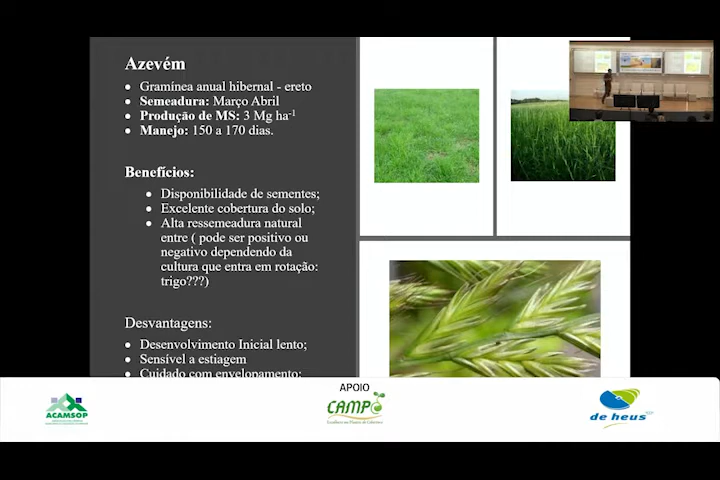 Azevém
• Gramínea anual hibernal - ereto
• Semeadura: Março Abril
• Produção de MS: 3 Mg ha-1
• Manejo: 150 a 170 dias.
Benefícios:
• Disponibilidade de sementes;
• Excelente cobertura do solo;
• Alta ressemeadura natural
entre ( pode ser positivo ou
negativo dependendo da
cultura que entra em rotação:
trigo???)
Desvantagens:
• Desenvolvimento Inicial lento;
• Sensível a estiagem
• Cuidado com envelopamento;
APOIO
ACAMSOP
CAMPO
de heus